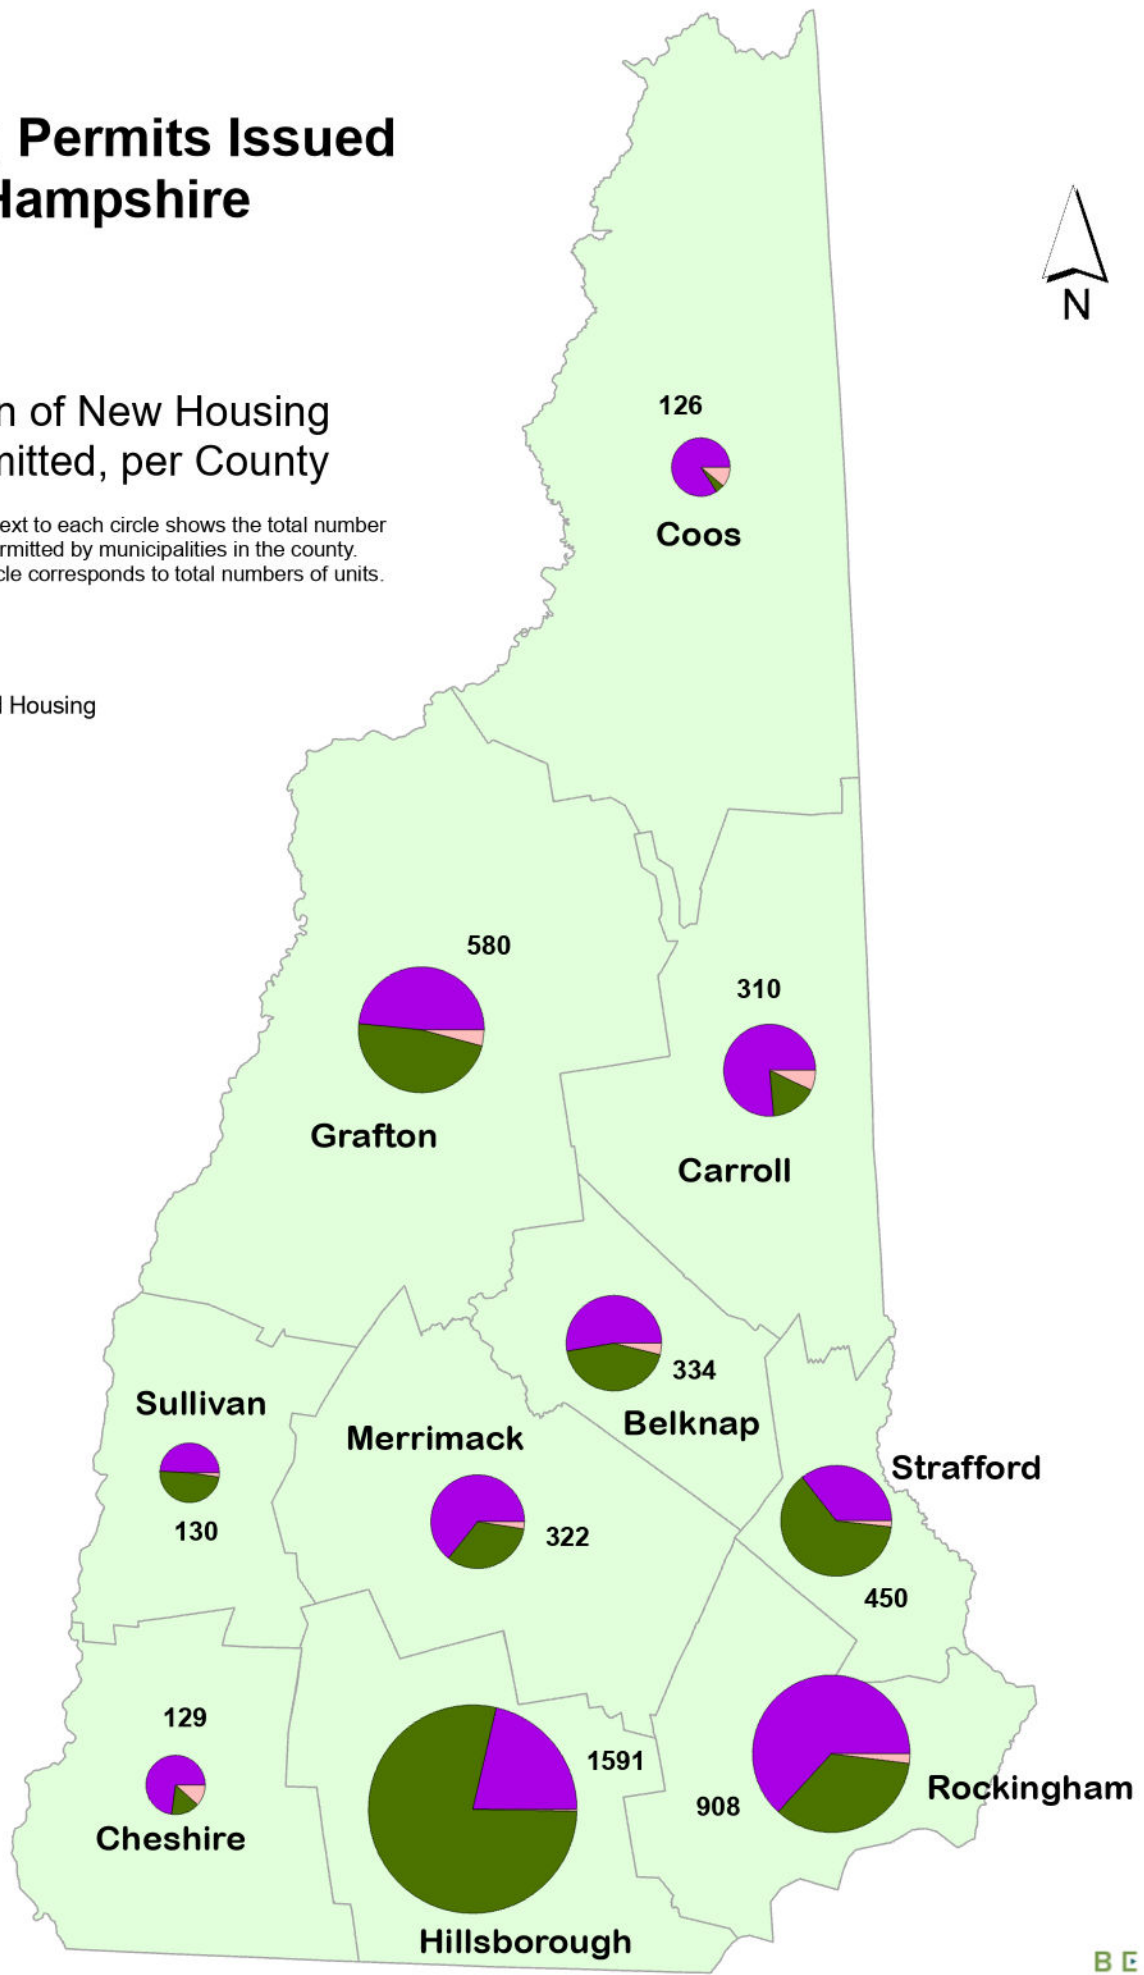 Permits Issued
Hampshire
N
n of New Housing
mitted, per County
ext to each circle shows the total number
rmitted by municipalities in the county.
cle corresponds to total numbers of units.
l Housing
126
Coos
580
Grafton
310
Carroll
334
Belknap
Sullivan
130
Merrimack
322
Strafford
450
129
Cheshire
1591
Hillsborough
908
Rockingham
B